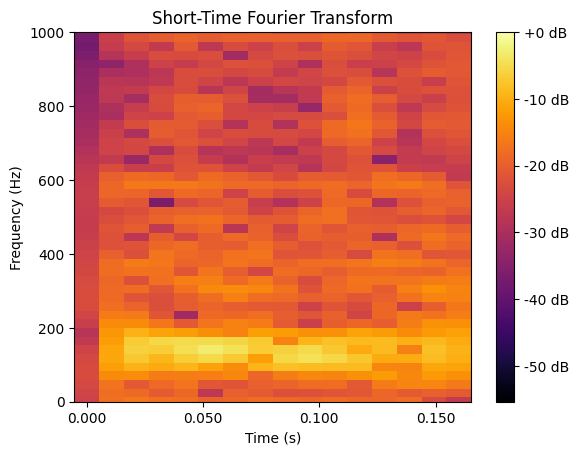 Short-Time Fourier Transform
1000
800
600
400
200
0
Frequency (Hz)
0.000
0.050
0.100
0.150
Time (s)
+0 dB
-10 dB
-20 dB
-30 dB
-40 dB
-50 dB